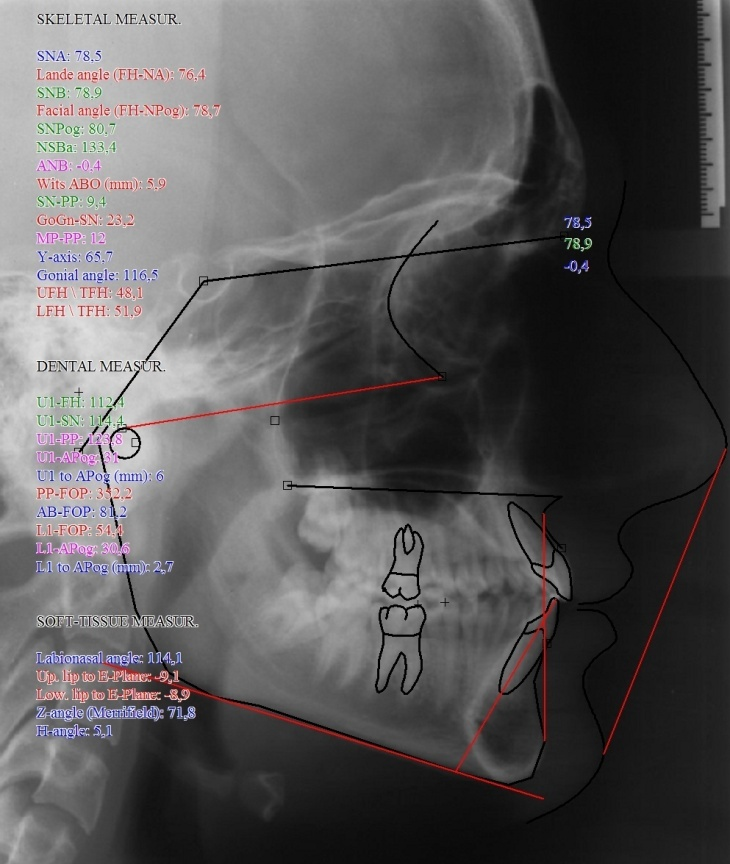 SKELETAL MEASUR.
SNA: 78,5
Lande angle (FH-NA): 76,4
SNB: 78,9
Facial angle (FH-NPog): 78,7
SNPog: 80,7
NSBa: 133,4
ANB: -0,4
Wits ABO (mm): 5,9
SN-PP: 9,4
GoGn-SN: 23,2
MP-PP: 12
Y-axis: 65,7
Gonial angle: 116,5
UFH \ TFH: 48,1
LFH \ TFH: 51,9
78,5
78,9
-0,4
DENTAL MEASUR.
U1-FH: 112,4
U1-SN: 114,4
U1-PP: 123,8
U1-APog: 31
U1 to APog (mm): 6
PP-FOP: 352,2
AB-FOP: 81,2
L1-FOP: 54,4
L1-APog: 30,6
L1 to APog (mm): 2,7
SOFT-TISSUE MEASUR.
Labionasal angle: 114,1
Up. lip to E-Plane: -9,1
Low. lip to E-Plane: -8,9
Z-angle (Merrifield): 71,8
H-angle: 5,1